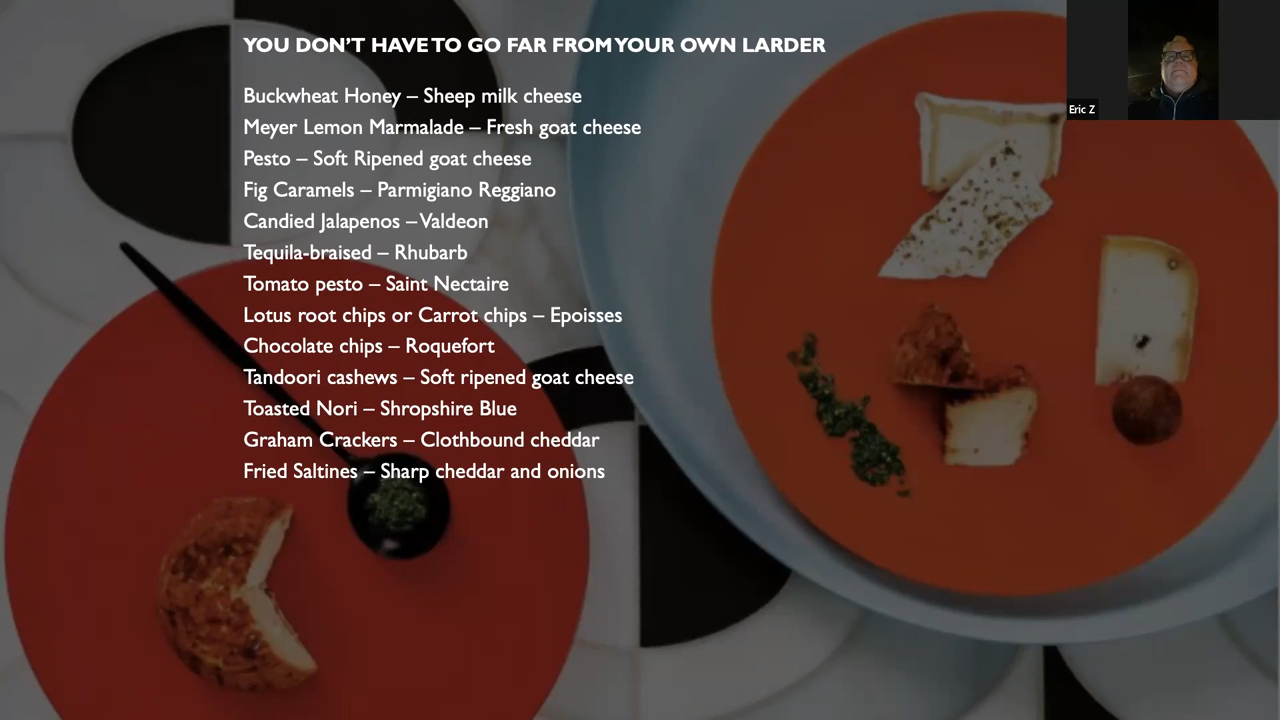 YOU DON'T HAVE TO GO FAR FROM YOUR OWN LARDER
Buckwheat Honey – Sheep milk cheese
Meyer Lemon Marmalade – Fresh goat cheese
Pesto – Soft Ripened goat cheese
Fig Caramels – Parmigiano Reggiano
Candied Jalapenos – Valdeon
Tequila-braised – Rhubarb
Tomato pesto – Saint Nectaire
Lotus root chips or Carrot chips – Epoisses
Chocolate chips – Roquefort
Tandoori cashews – Soft ripened goat cheese
Toasted Nori – Shropshire Blue
Graham Crackers – Clothbound cheddar
Fried Saltines – Sharp cheddar and onions
Eric Z